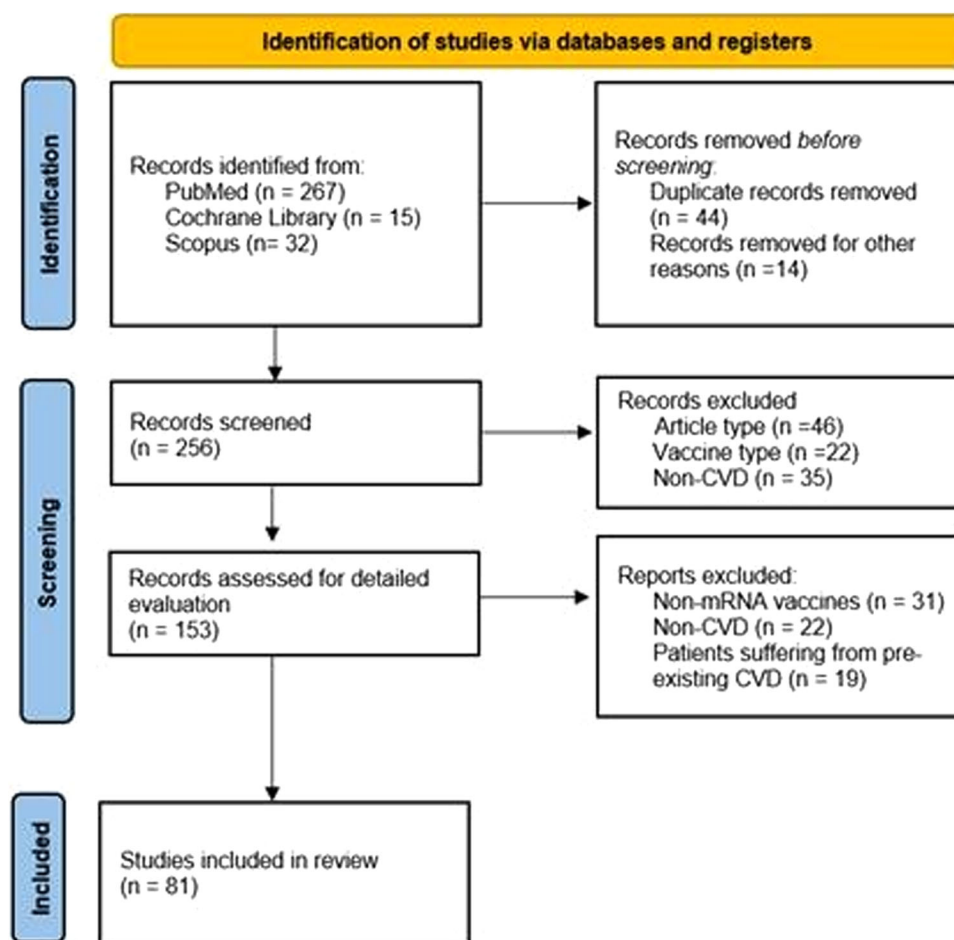 Identification of studies via databases and registers
Identification
Records identified from:
PubMed (n = 267)
Cochrane Library (n = 15)
Scopus (n= 32)
Records removed before
screening:
Duplicate records removed
(n = 44)
Records removed for other
reasons (n =14)
Screening
Records screened
(n = 256)
Records excluded
Article type (n =46)
Vaccine type (n =22)
Non-CVD (n = 35)
Records assessed for detailed
evaluation
(n = 153)
Reports excluded:
Non-mRNA vaccines (n = 31)
Non-CVD (n = 22)
Patients suffering from pre-
existing CVD (n = 19)
Included
Studies included in review
(n = 81)